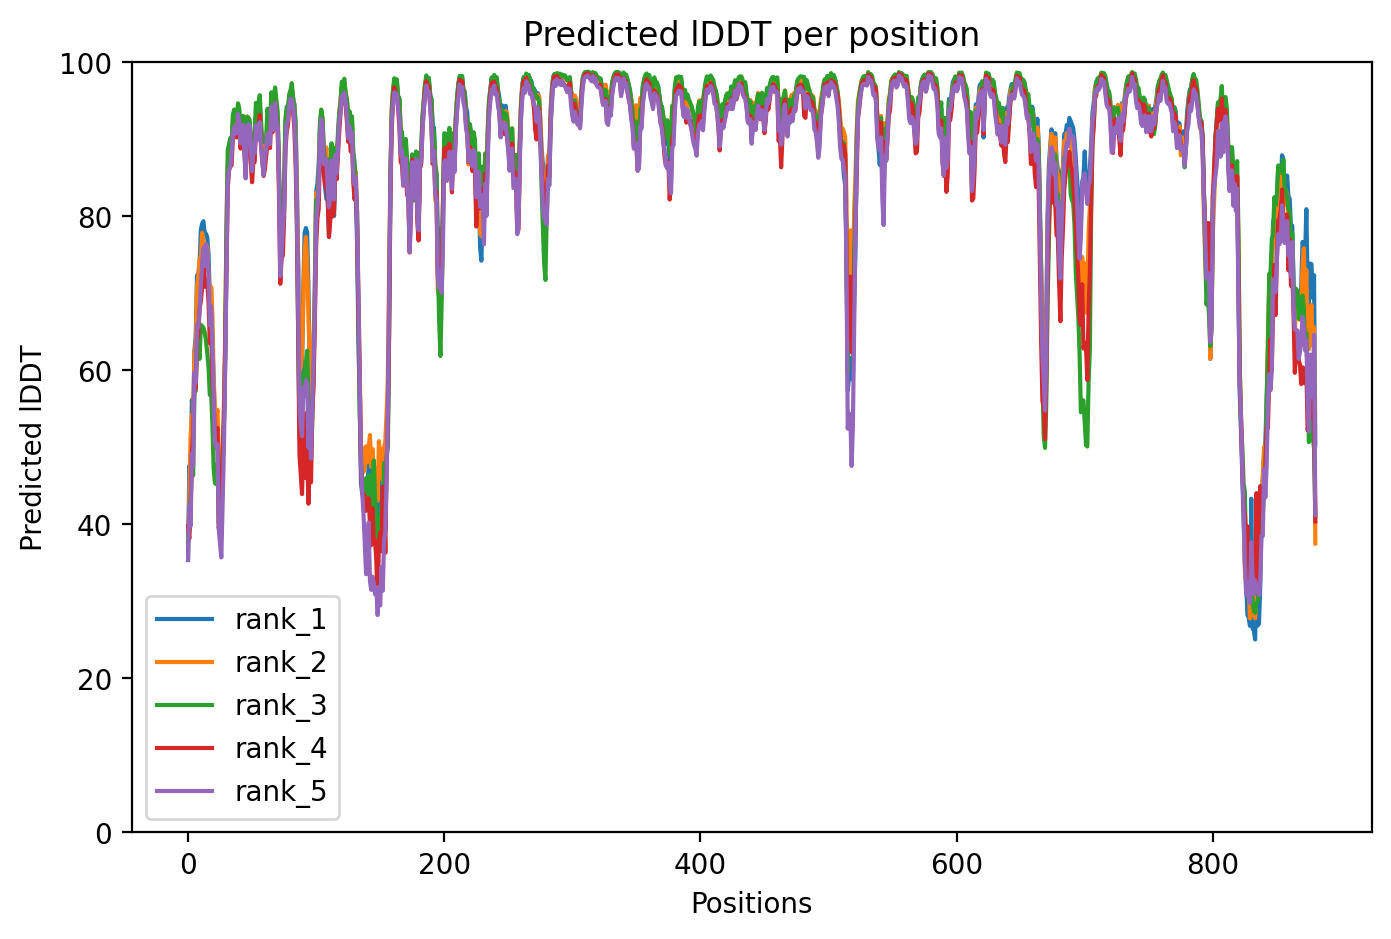 Predicted lDDT per position
100
80
60
40
20
0
Predicted lDDT
rank_1
rank_2
rank_3
rank_4
rank_5
0
200
400
600
800
Positions